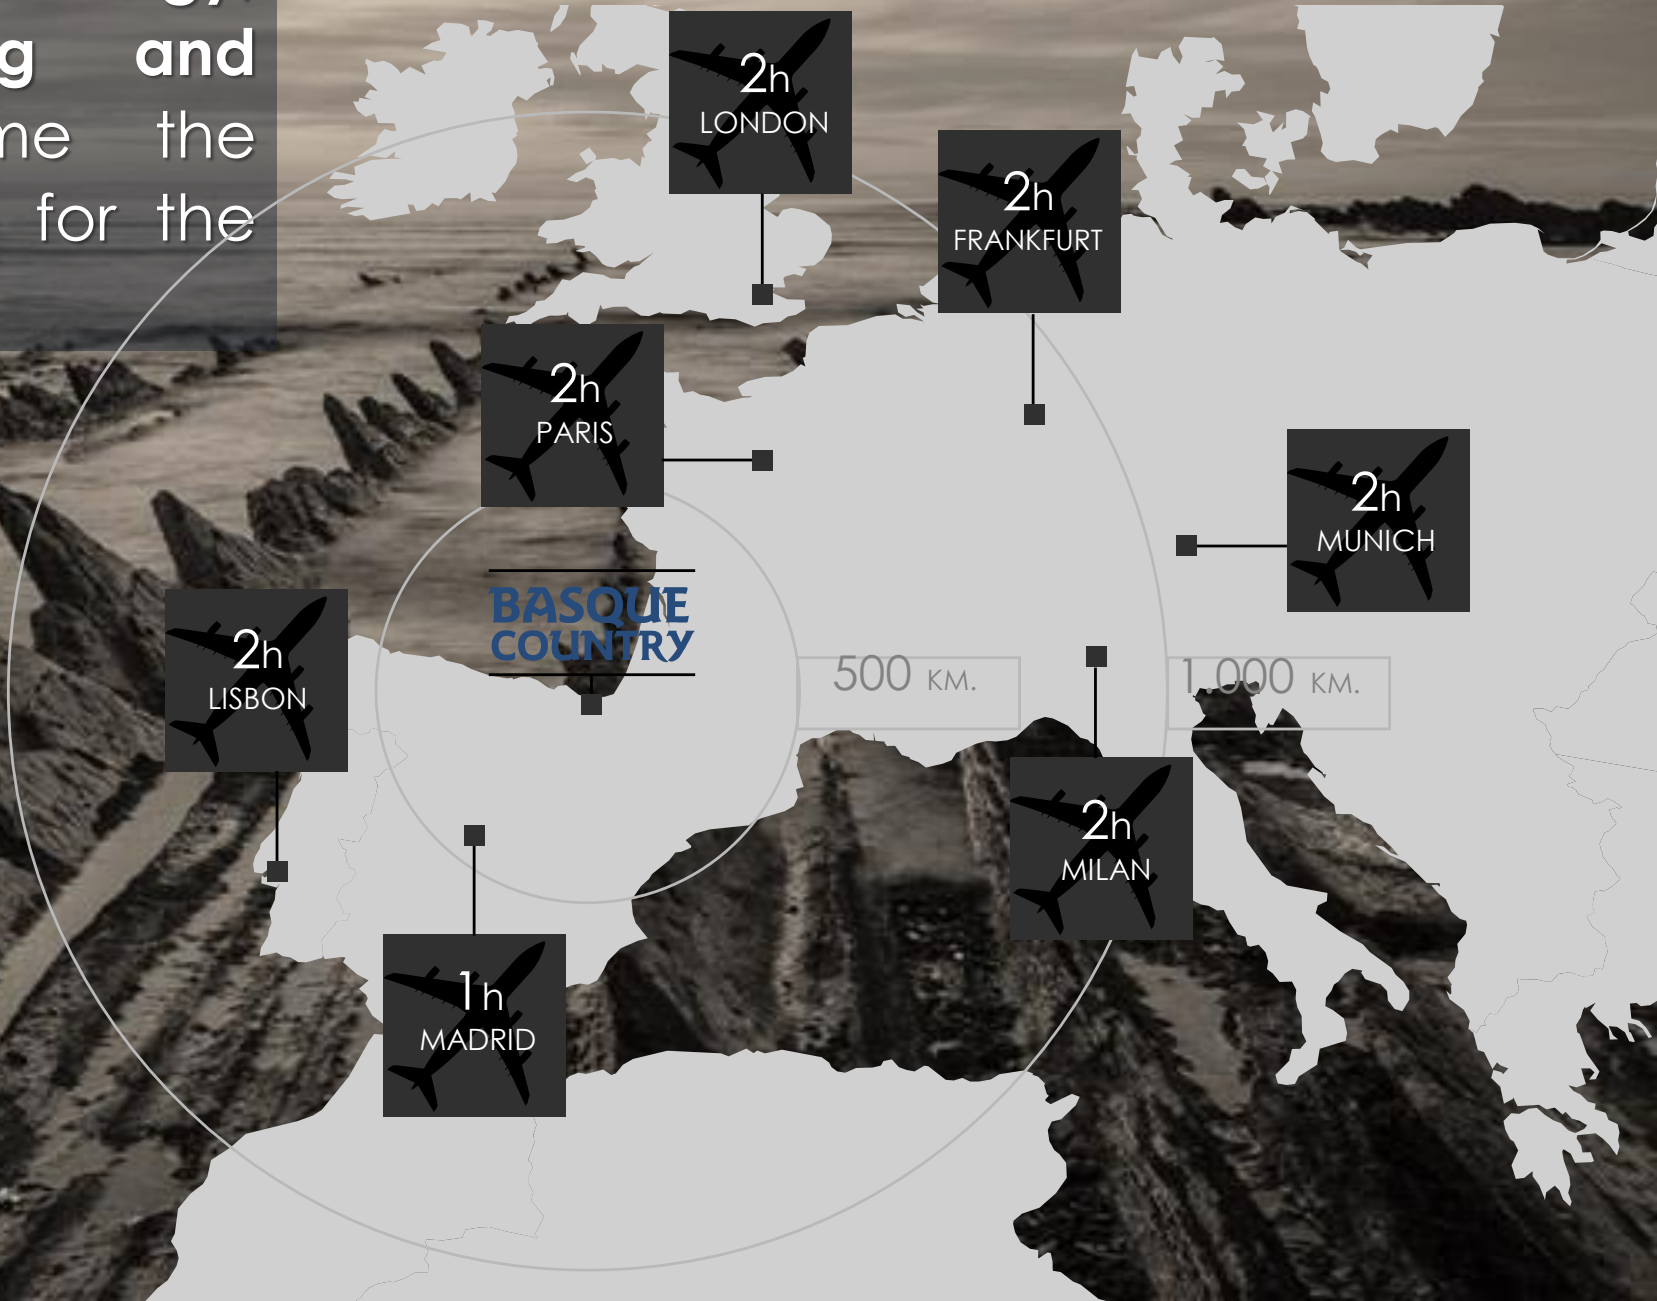 g and
me the
for the
2h
LONDON
2h
FRANKFURT
2h
PARIS
2h
MUNICH
BASQUE
COUNTRY
2h
LISBON
500 KM.
1.000 KM.
2h
MILAN
1h
MADRID